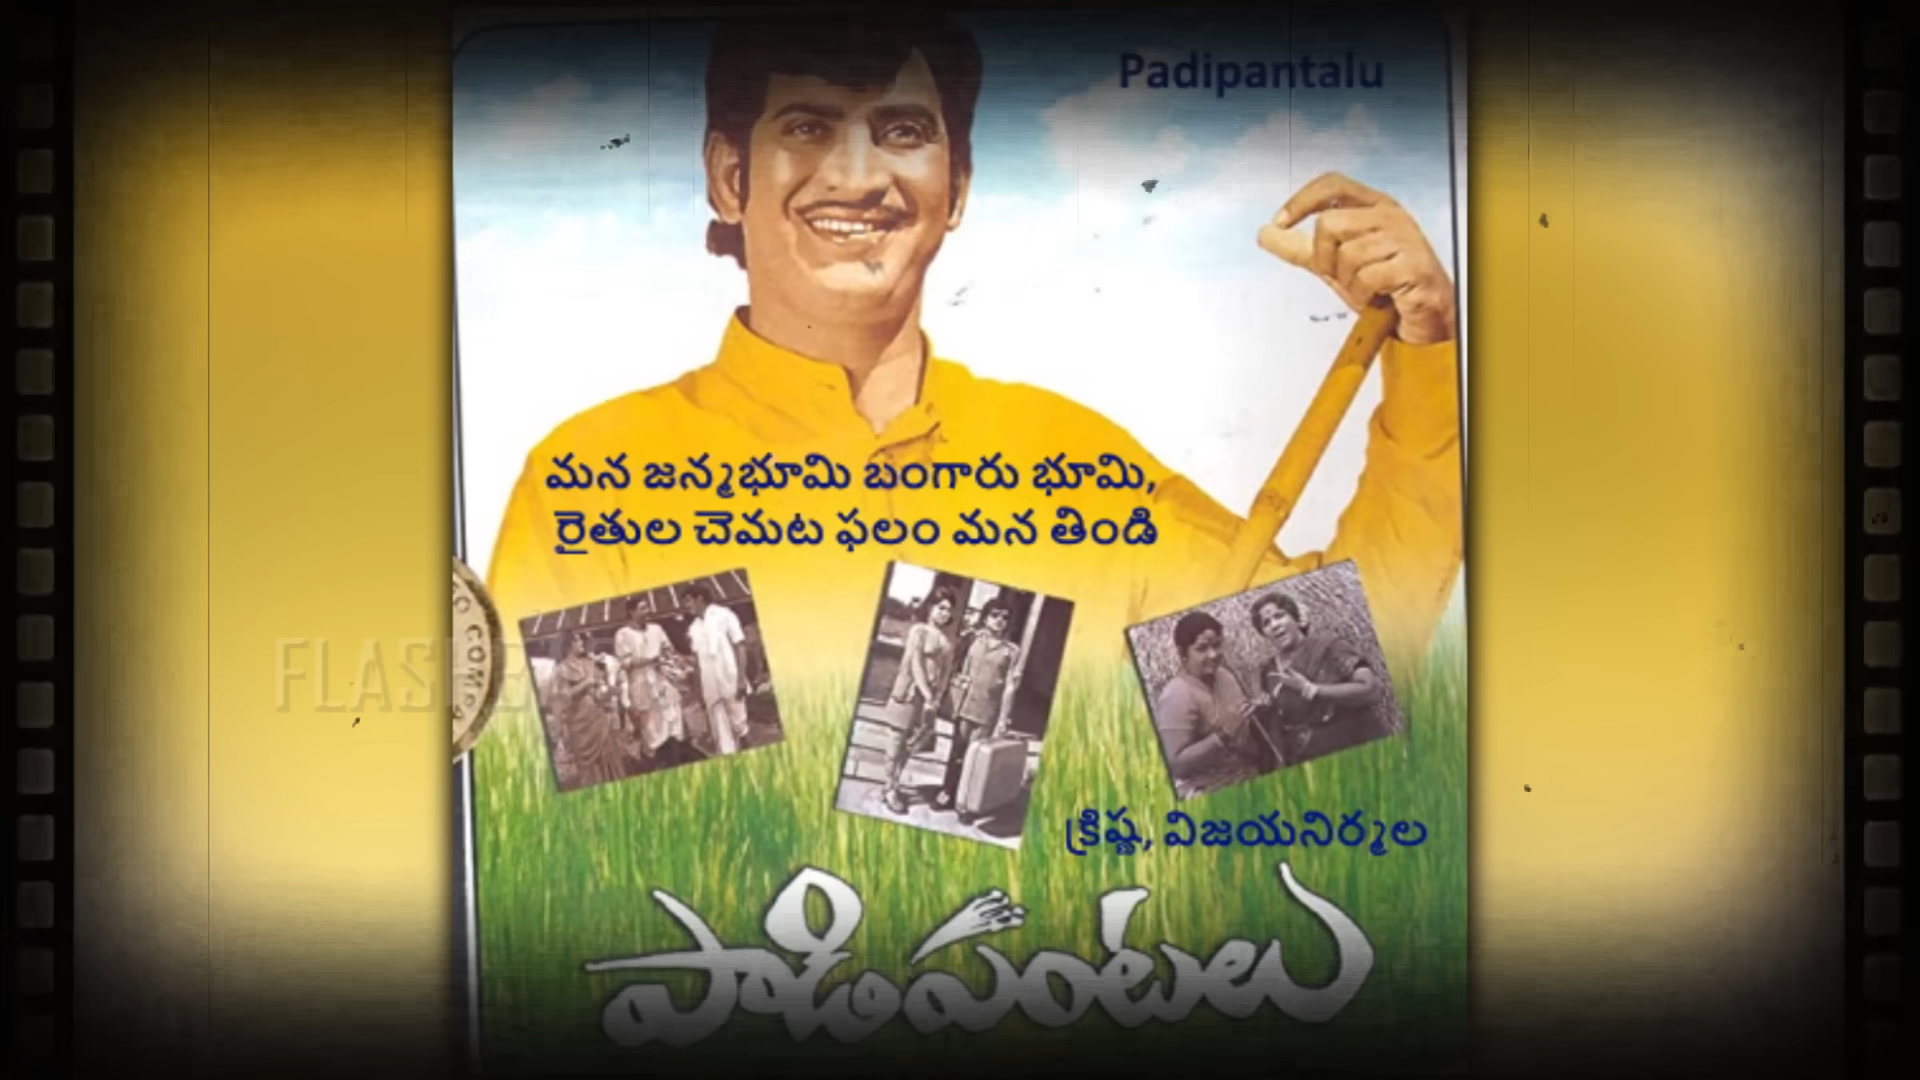 Padipantalu
మన జన్మభూమి బంగారు భూమి,
రైతుల చెమట ఫలం మన తిండి
క్రిష్ణ, విజయనిర్మల
పాడిపంటలు